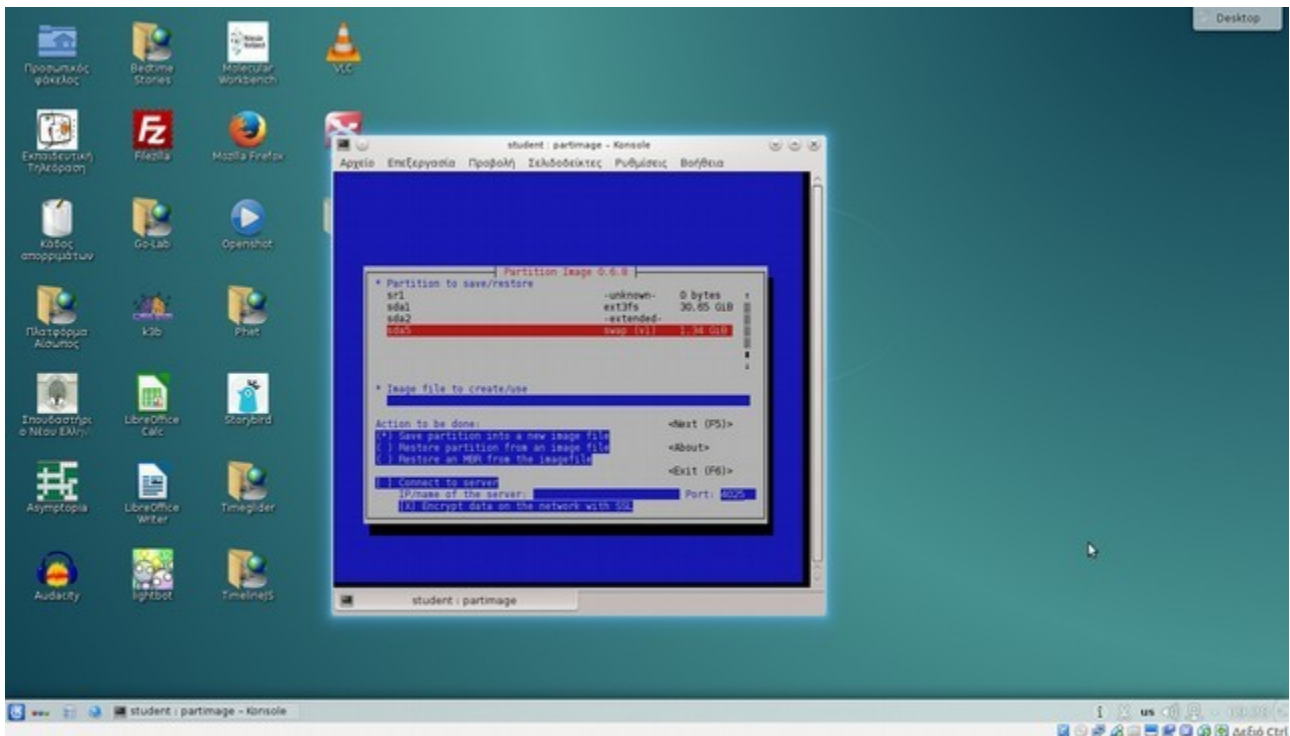 Desktop
Προσωπικός φάκελος
Bedtime Stories
Molecular Workbench
VLC
Εκπαιδευτική Τηλεόραση
Filezilla
Mozilla Firefox
Κάδος απορριμάτων
Go-Lab
Openshot
Πλατφόρμα Αίσωπος
k3b
Phet
Σπουδαστήρι ο Νέου Ελλην
LibreOffice Calc
Storybird
Asymptopia
LibreOffice Writer
Timeglider
Audacity
lightbot
TimelineJS
student : partimage – Konsole
Αρχείο Επεξεργασία Προβολή Σελιδοδείκτες Ρυθμίσεις Βοήθεια
Partition Image 0.6.8
* Partition to save/restore
sr1 -unknown- 0 bytes
sda1 ext3fs 30.65 GiB
sda2 -extended-
sda5 swap (v1) 1.34 GiB
* Image file to create/use
Action to be done: <Next (F5)>
(*) Save partition into a new image file
( ) Restore partition from an image file <About>
( ) Restore an MBR from the imagefile
<Exit (F6)>
[ ] Connect to server
IP/name of the server: Port: 4025
[X] Encrypt data on the network with SSL
student : partimage
student : partimage – Konsole
us
Δεξιό Ctrl